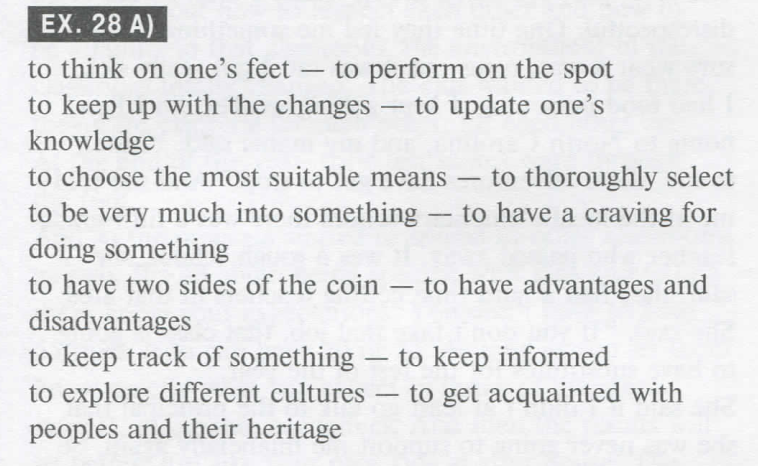 EX. 28 A)
to think on one's feet — to perform on the spot
to keep up with the changes — to update one's
knowledge
to choose the most suitable means — to thoroughly select
to be very much into something — to have a craving for
doing something
to have two sides of the coin — to have advantages and
disadvantages
to keep track of something — to keep informed
to explore different cultures — to get acquainted with
peoples and their heritage